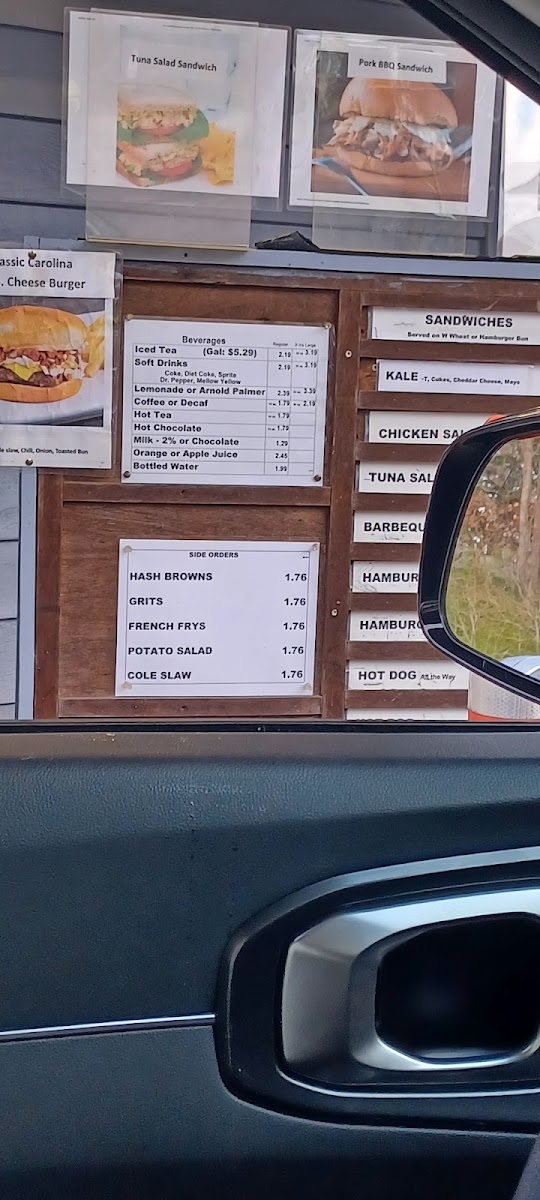 Tuna Salad Sandwich
Pork BBQ Sandwich
assic Carolina
. Cheese Burger
slaw, Chili, Onion, Toasted Bun
Beverages Regular X-tra Large
Iced Tea (Gal: $5.29) 2.19 3.19
Soft Drinks 2.19 3.19
Coke, Diet Coke, Sprite
Dr. Pepper, Mellow Yellow
Lemonade or Arnold Palmer 2.39 3.39
Coffee or Decaf 1.79 2.19
Hot Tea 1.79
Hot Chocolate 1.79
Milk - 2% or Chocolate 1.29
Orange or Apple Juice 2.45
Bottled Water 1.99
SIDE ORDERS
HASH BROWNS 1.76
GRITS 1.76
FRENCH FRYS 1.76
POTATO SALAD 1.76
COLE SLAW 1.76
SANDWICHES
Served on W Wheat or Hamburger Bun
KALE -T, Cukes, Cheddar Cheese, Mayo
CHICKEN SAL
TUNA SAL
BARBEQU
HAMBUR
HAMBURG
HOT DOG All the Way